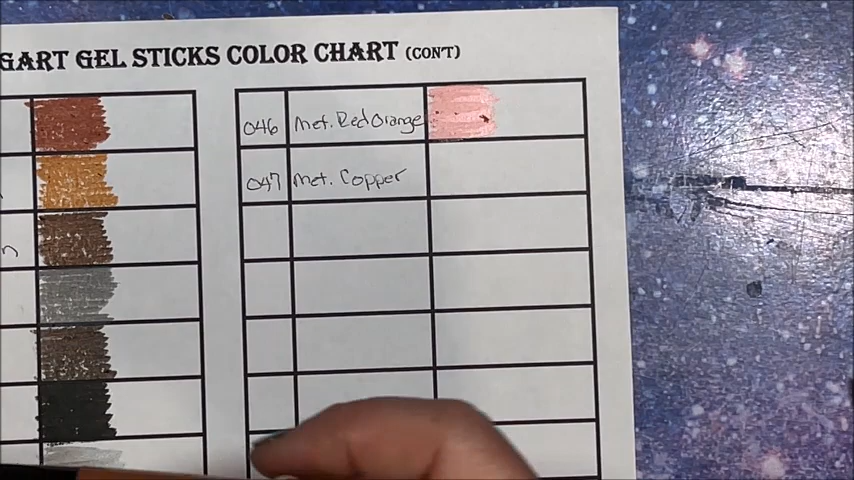 GART GEL STICKS COLOR CHART (CON'T)
046 Met. Red Orange
047 Met. Copper
n